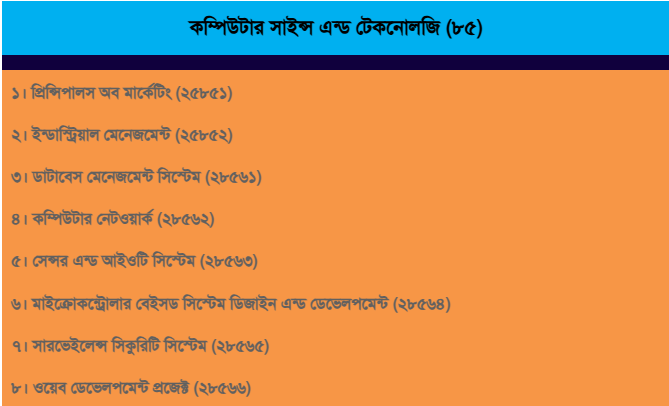 কম্পিউটার সাইন্স এন্ড টেকনোলজি (৮৫)
১। প্রিন্সিপালস অব মার্কেটিং (২৫৮৫১)
২। ইন্ডাস্ট্রিয়াল মেনেজমেন্ট (২৫৮৫২)
৩। ডাটাবেস মেনেজমেন্ট সিস্টেম (২৮৫৬১)
৪। কম্পিউটার নেটওয়ার্ক (২৮৫৬২)
৫। সেন্সর এন্ড আইওটি সিস্টেম (২৮৫৬৩)
৬। মাইক্রোকন্ট্রোলার বেইসড সিস্টেম ডিজাইন এন্ড ডেভেলপমেন্ট (২৮৫৬৪)
৭। সারভেইলেন্স সিকুরিটি সিস্টেম (২৮৫৬৫)
৮। ওয়েব ডেভেলপমেন্ট প্রজেক্ট (২৮৫৬৬)